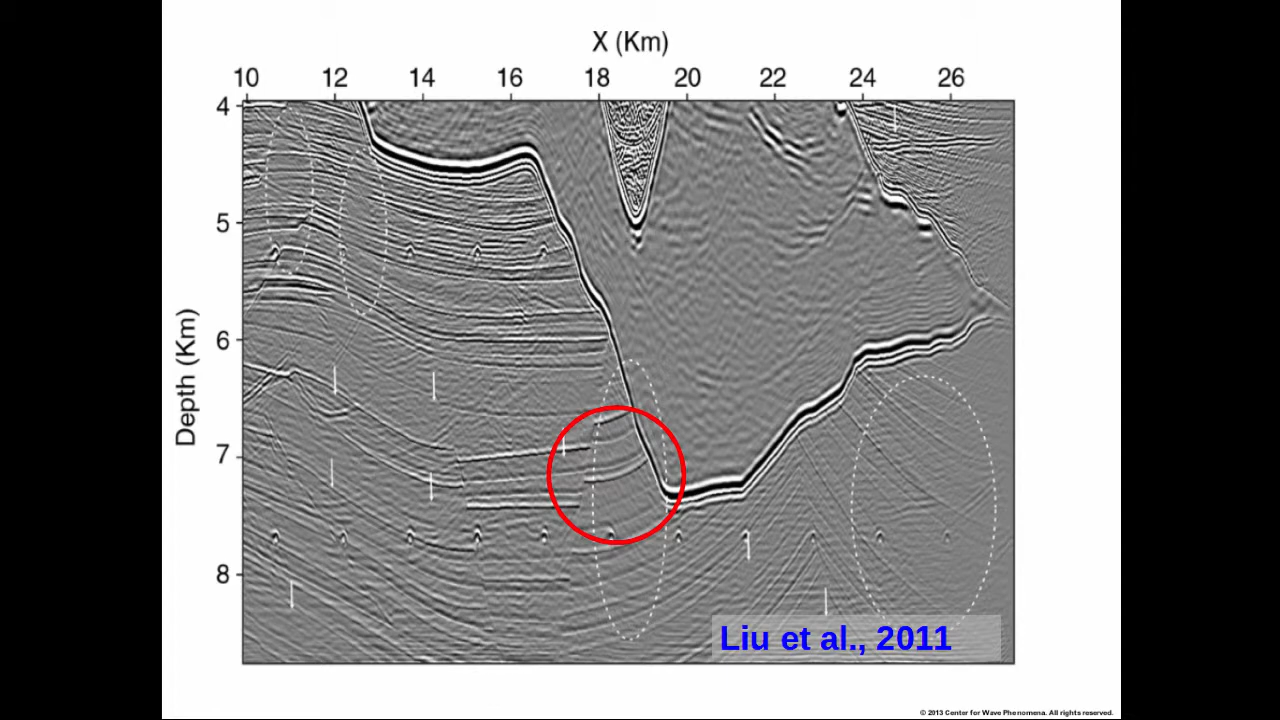 X (Km)
10 12 14 16 18 20 22 24 26
4
5
6
7
8
Depth (Km)
Liu et al., 2011
© 2013 Center for Wave Phenomena. All rights reserved.